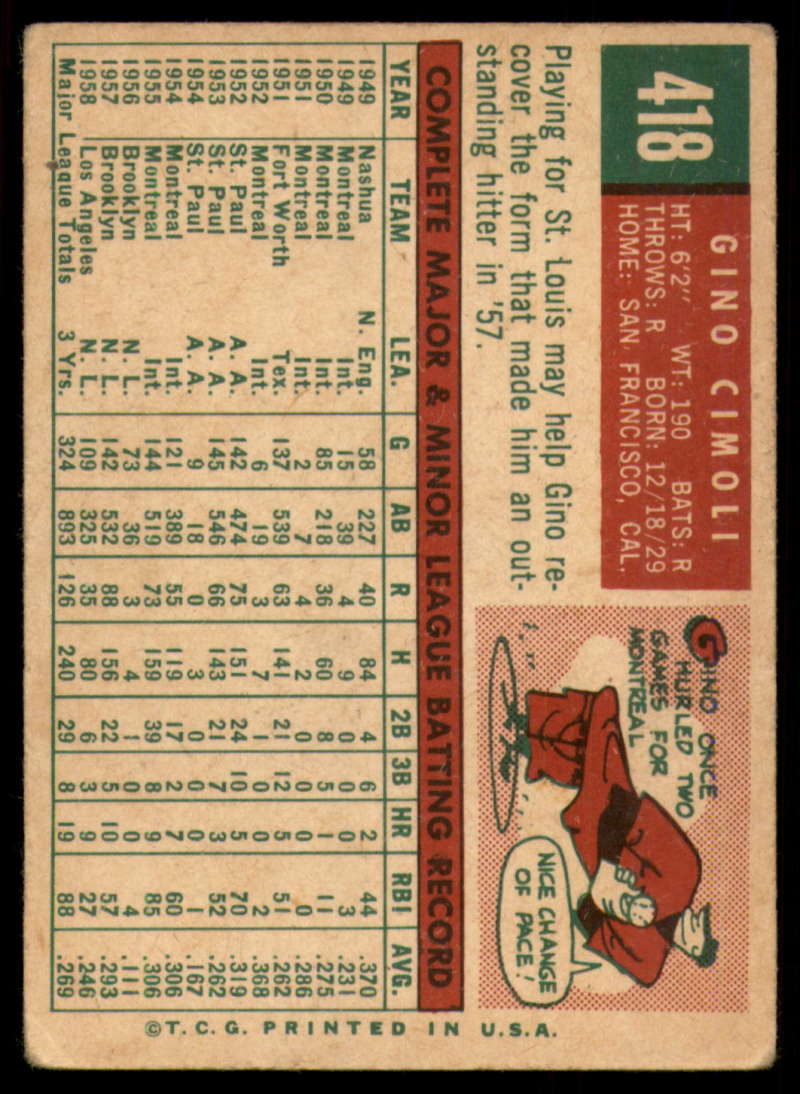 418
GINO CIMOLI
HT: 6'2" WT: 190 BATS: R
THROWS: R BORN: 12/18/29
HOME: SAN FRANCISCO, CAL.
Playing for St. Louis may help Gino re-
cover the form that made him an out-
standing hitter in '57.
GINO ONCE
HURLED TWO
GAMES FOR
MONTREAL
NICE CHANGE
OF PACE!
COMPLETE MAJOR & MINOR LEAGUE BATTING RECORD
YEAR TEAM LEA. G AB R H 2B 3B HR RBI AVG.
1949 Nashua N. Eng. 58 227 40 84 4 6 2 44 .370
1949 Montreal Int. 15 39 4 9 0 0 0 3 .231
1950 Montreal Int. 85 218 36 60 8 5 1 11 .275
1951 Montreal Int. 2 7 4 2 0 0 0 0 .286
1951 Fort Worth Tex. 137 539 63 141 21 12 5 51 .262
1952 Montreal Int. 6 19 3 7 1 0 0 2 .368
1952 St. Paul A. A. 142 474 75 151 24 10 5 70 .319
1953 St. Paul A. A. 145 546 66 143 21 7 3 52 .262
1954 St. Paul A. A. 9 18 0 3 0 0 0 1 .167
1954 Montreal Int. 121 389 55 119 17 2 7 60 .306
1955 Montreal Int. 144 519 73 159 39 8 9 85 .306
1956 Brooklyn N. L. 73 36 3 4 1 0 0 4 .111
1957 Brooklyn N. L. 142 532 88 156 22 5 10 57 .293
1958 Los Angeles N. L. 109 325 35 80 6 3 9 27 .246
Major League Totals 3 Yrs. 324 893 126 240 29 8 19 88 .269
©T.C.G. PRINTED IN U.S.A.